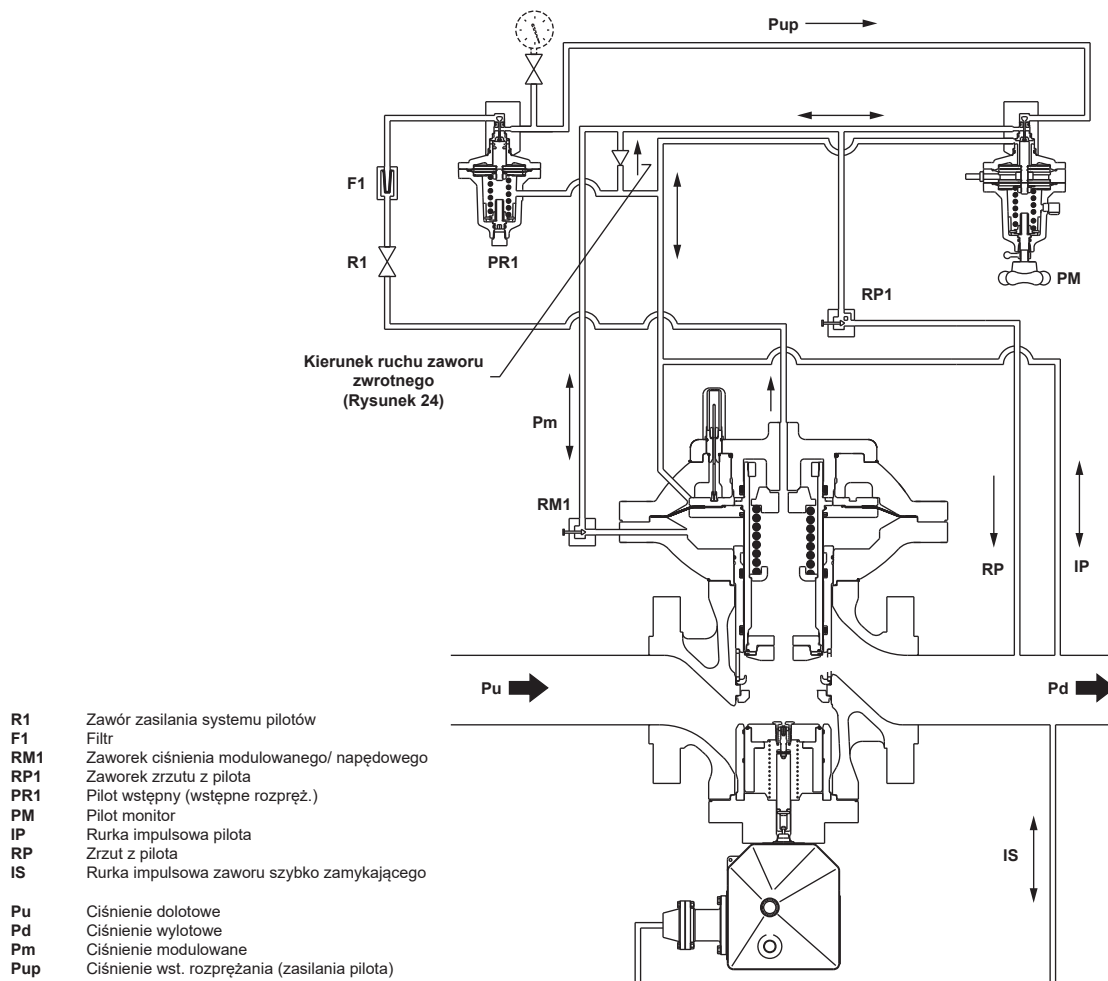 Pup
F1
R1
PR1
PM
RP1
Kierunek ruchu zaworu
zwrotnego
(Rysunek 24)
Pm
RM1
RP
IP
Pu
Pd
IS
R1 Zawór zasilania systemu pilotów
F1 Filtr
RM1 Zaworek ciśnienia modulowanego/ napędowego
RP1 Zaworek zrzutu z pilota
PR1 Pilot wstępny (wstępne rozpręż.)
PM Pilot monitor
IP Rurka impulsowa pilota
RP Zrzut z pilota
IS Rurka impulsowa zaworu szybko zamykającego
Pu Ciśnienie dolotowe
Pd Ciśnienie wylotowe
Pm Ciśnienie modulowane
Pup Ciśnienie wst. rozprężania (zasilania pilota)